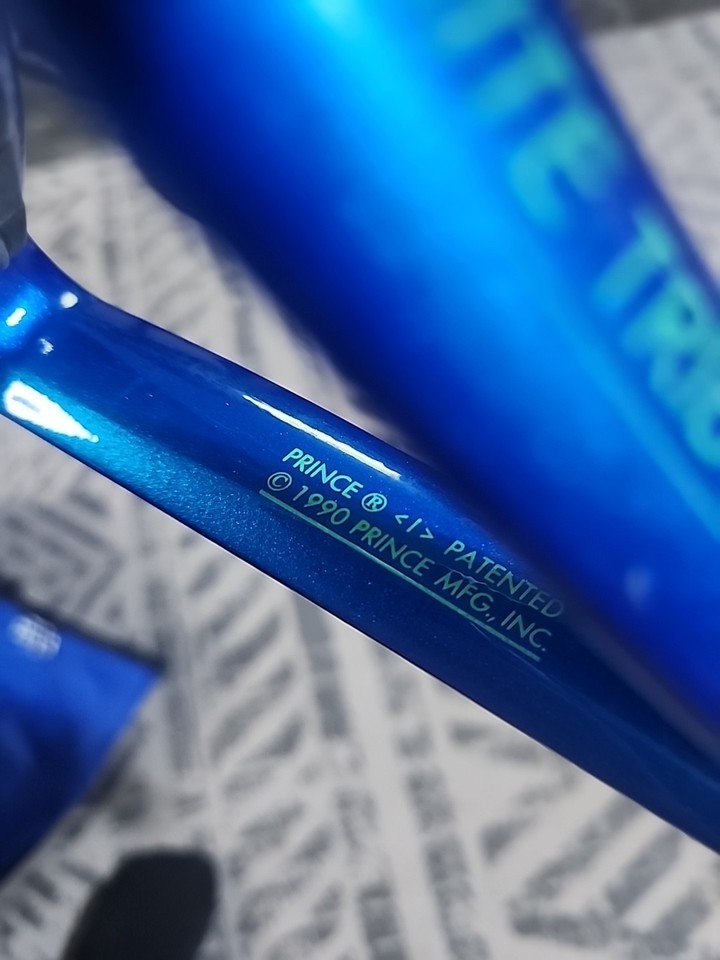 PRINCE ® <I> PATENTED
© 1990 PRINCE MFG., INC.